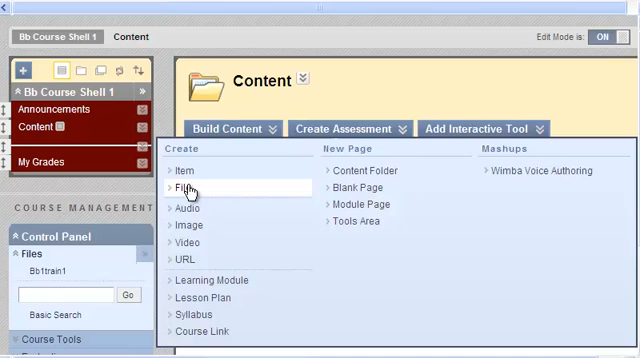 Bb Course Shell 1 Content Edit Mode is: ON
Bb Course Shell 1
Announcements
Content
My Grades
COURSE MANAGEMENT
Control Panel
Files
Bb1train1
Go
Basic Search
Course Tools
Content
Build Content Create Assessment Add Interactive Tool
Create
Item
File
Audio
Image
Video
URL
Learning Module
Lesson Plan
Syllabus
Course Link
New Page
Content Folder
Blank Page
Module Page
Tools Area
Mashups
Wimba Voice Authoring